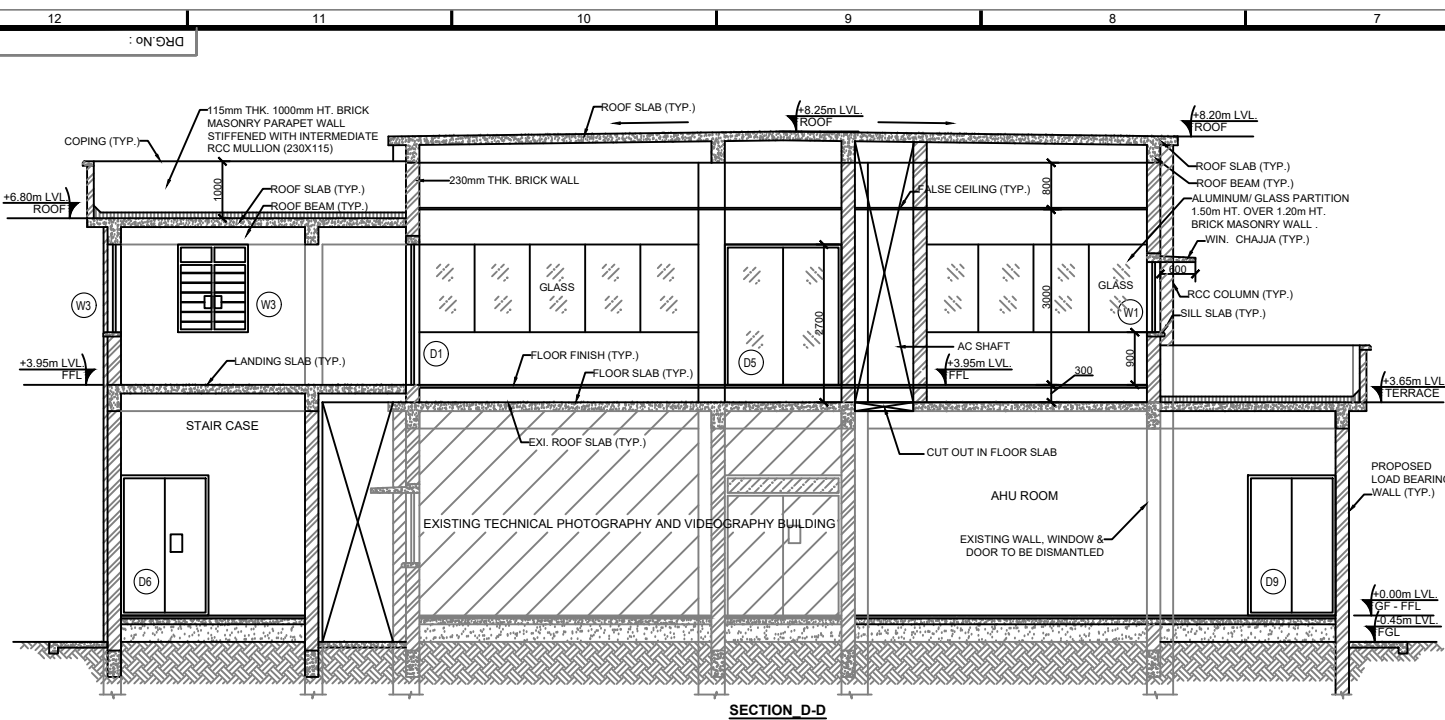 12 11 10 9 8 7
DRG.No :
115mm THK. 1000mm HT. BRICK
MASONRY PARAPET WALL
STIFFENED WITH INTERMEDIATE
RCC MULLION (230X115)
COPING (TYP.)
ROOF SLAB (TYP.)
+8.25m LVL.
ROOF
+8.20m LVL.
ROOF
+6.80m LVL.
ROOF
1000
ROOF SLAB (TYP.)
ROOF BEAM (TYP.)
230mm THK. BRICK WALL
FALSE CEILING (TYP.)
800
ROOF SLAB (TYP.)
ROOF BEAM (TYP.)
ALUMINUM/ GLASS PARTITION
1.50m HT. OVER 1.20m HT.
BRICK MASONRY WALL .
WIN. CHAJJA (TYP.)
600
RCC COLUMN (TYP.)
SILL SLAB (TYP.)
W3
W3
GLASS
2700
3000
GLASS
W1
D1
D5
AC SHAFT
900
+3.95m LVL.
FFL
LANDING SLAB (TYP.)
FLOOR FINISH (TYP.)
FLOOR SLAB (TYP.)
+3.95m LVL.
FFL
300
+3.65m LVL
TERRACE
STAIR CASE
EXI. ROOF SLAB (TYP.)
CUT OUT IN FLOOR SLAB
PROPOSED
LOAD BEARING
WALL (TYP.)
AHU ROOM
EXISTING TECHNICAL PHOTOGRAPHY AND VIDEOGRAPHY BUILDING
EXISTING WALL, WINDOW &
DOOR TO BE DISMANTLED
D6
D9
+0.00m LVL.
GF - FFL
-0.45m LVL.
FGL
SECTION_D-D